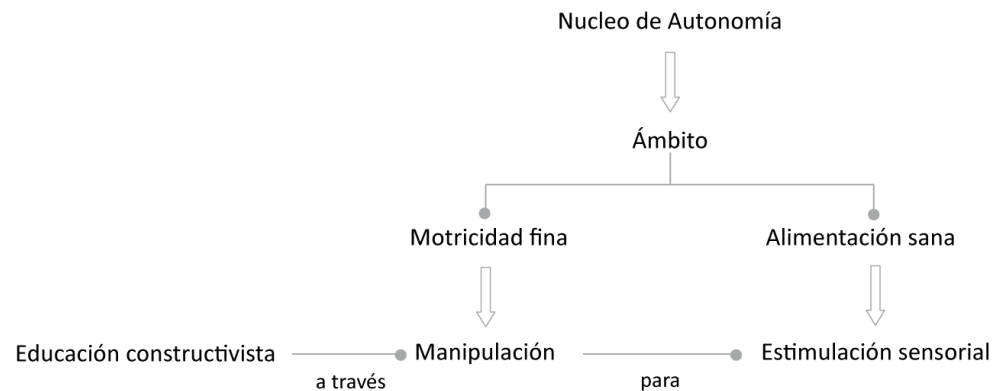 Nucleo de Autonomía
Ámbito
Motricidad fina
Alimentación sana
Educación constructivista
Manipulación
Estimulación sensorial
a través
para